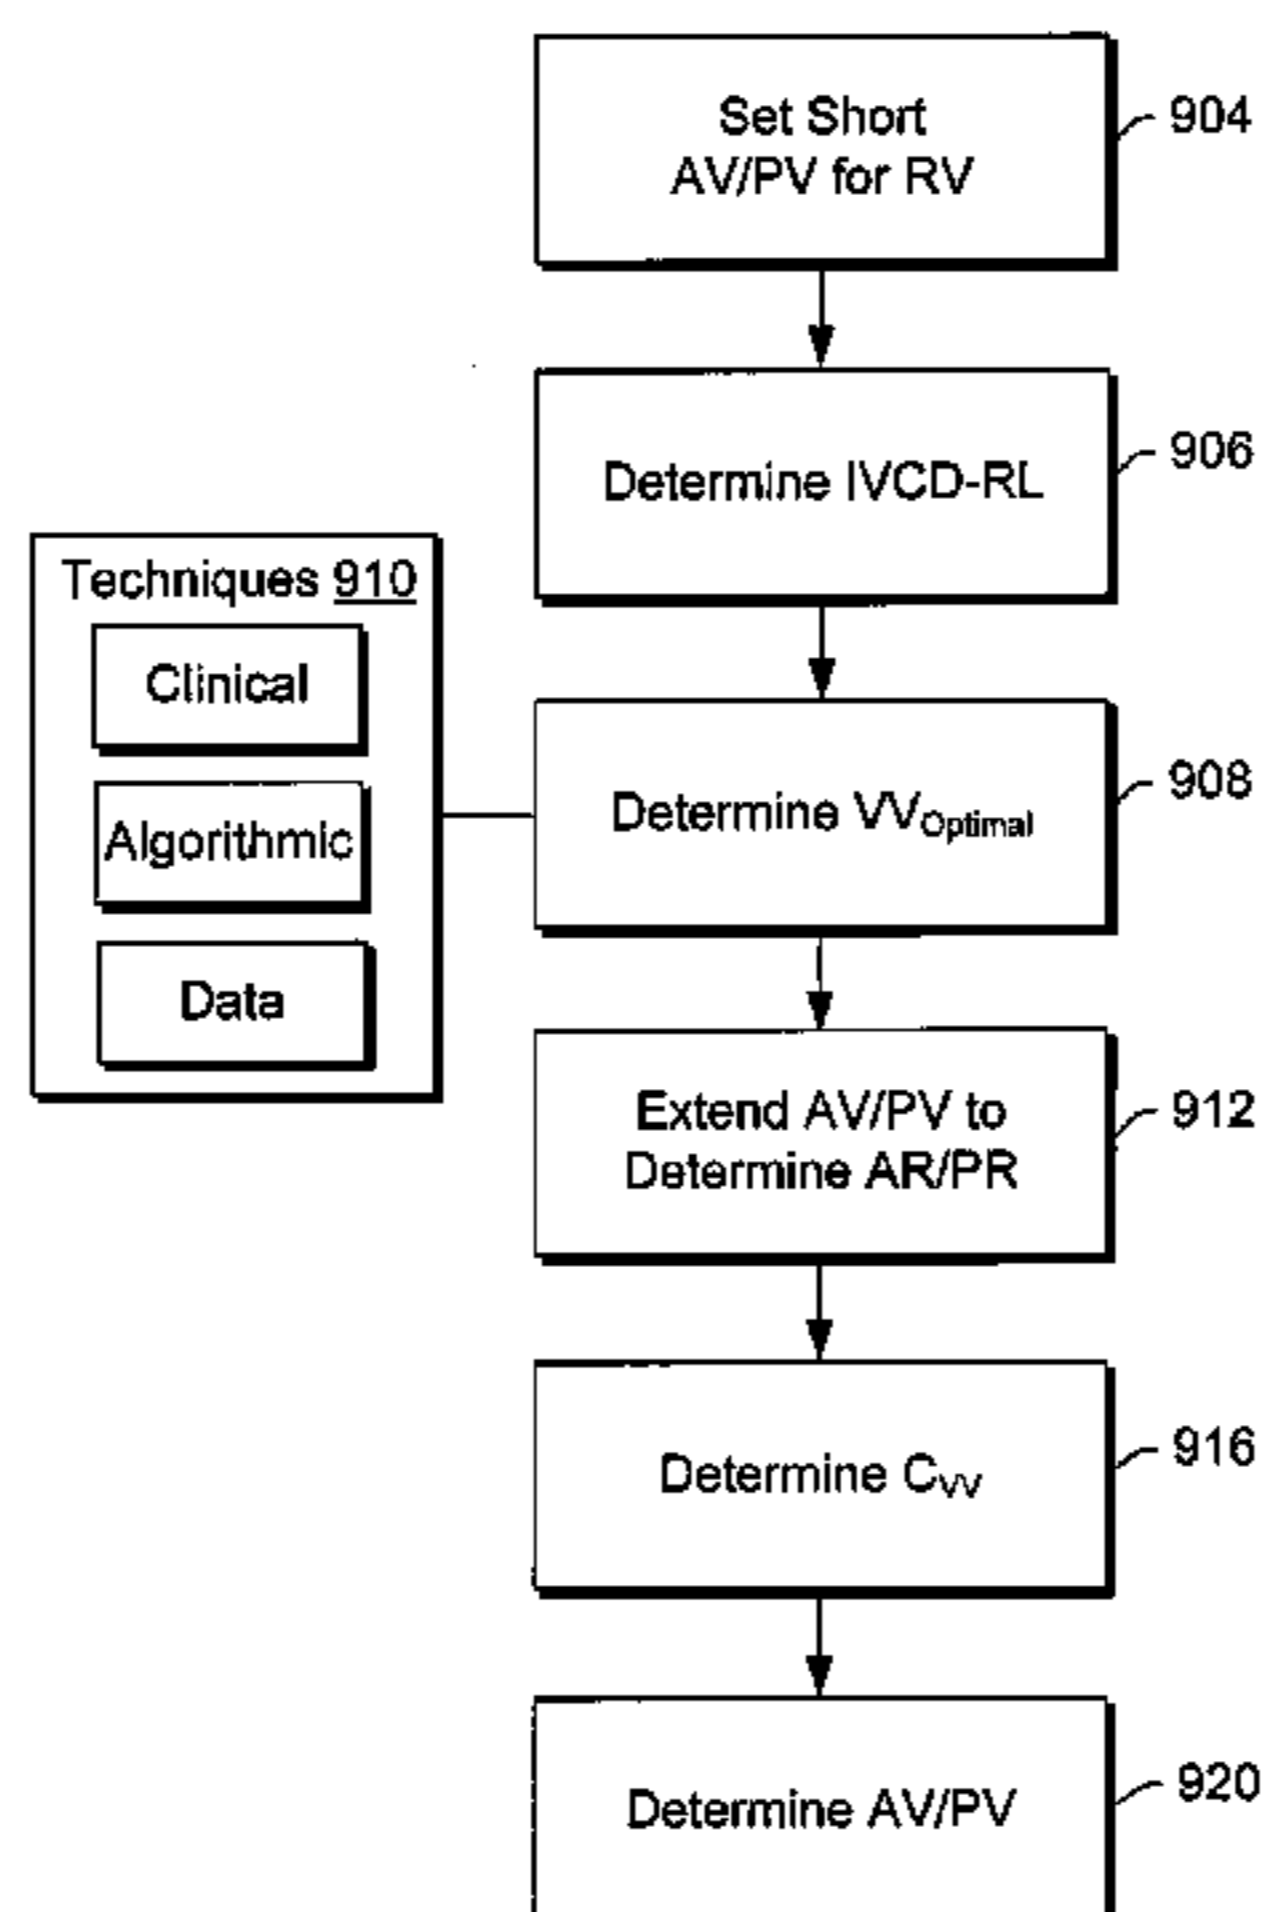 Set Short
AV/PV for RV
904
Determine IVCD-RL
906
Techniques 910
Clinical
Algorithmic
Data
Determine VVOptimal
908
Extend AV/PV to
Determine AR/PR
912
Determine CVV
916
Determine AV/PV
920